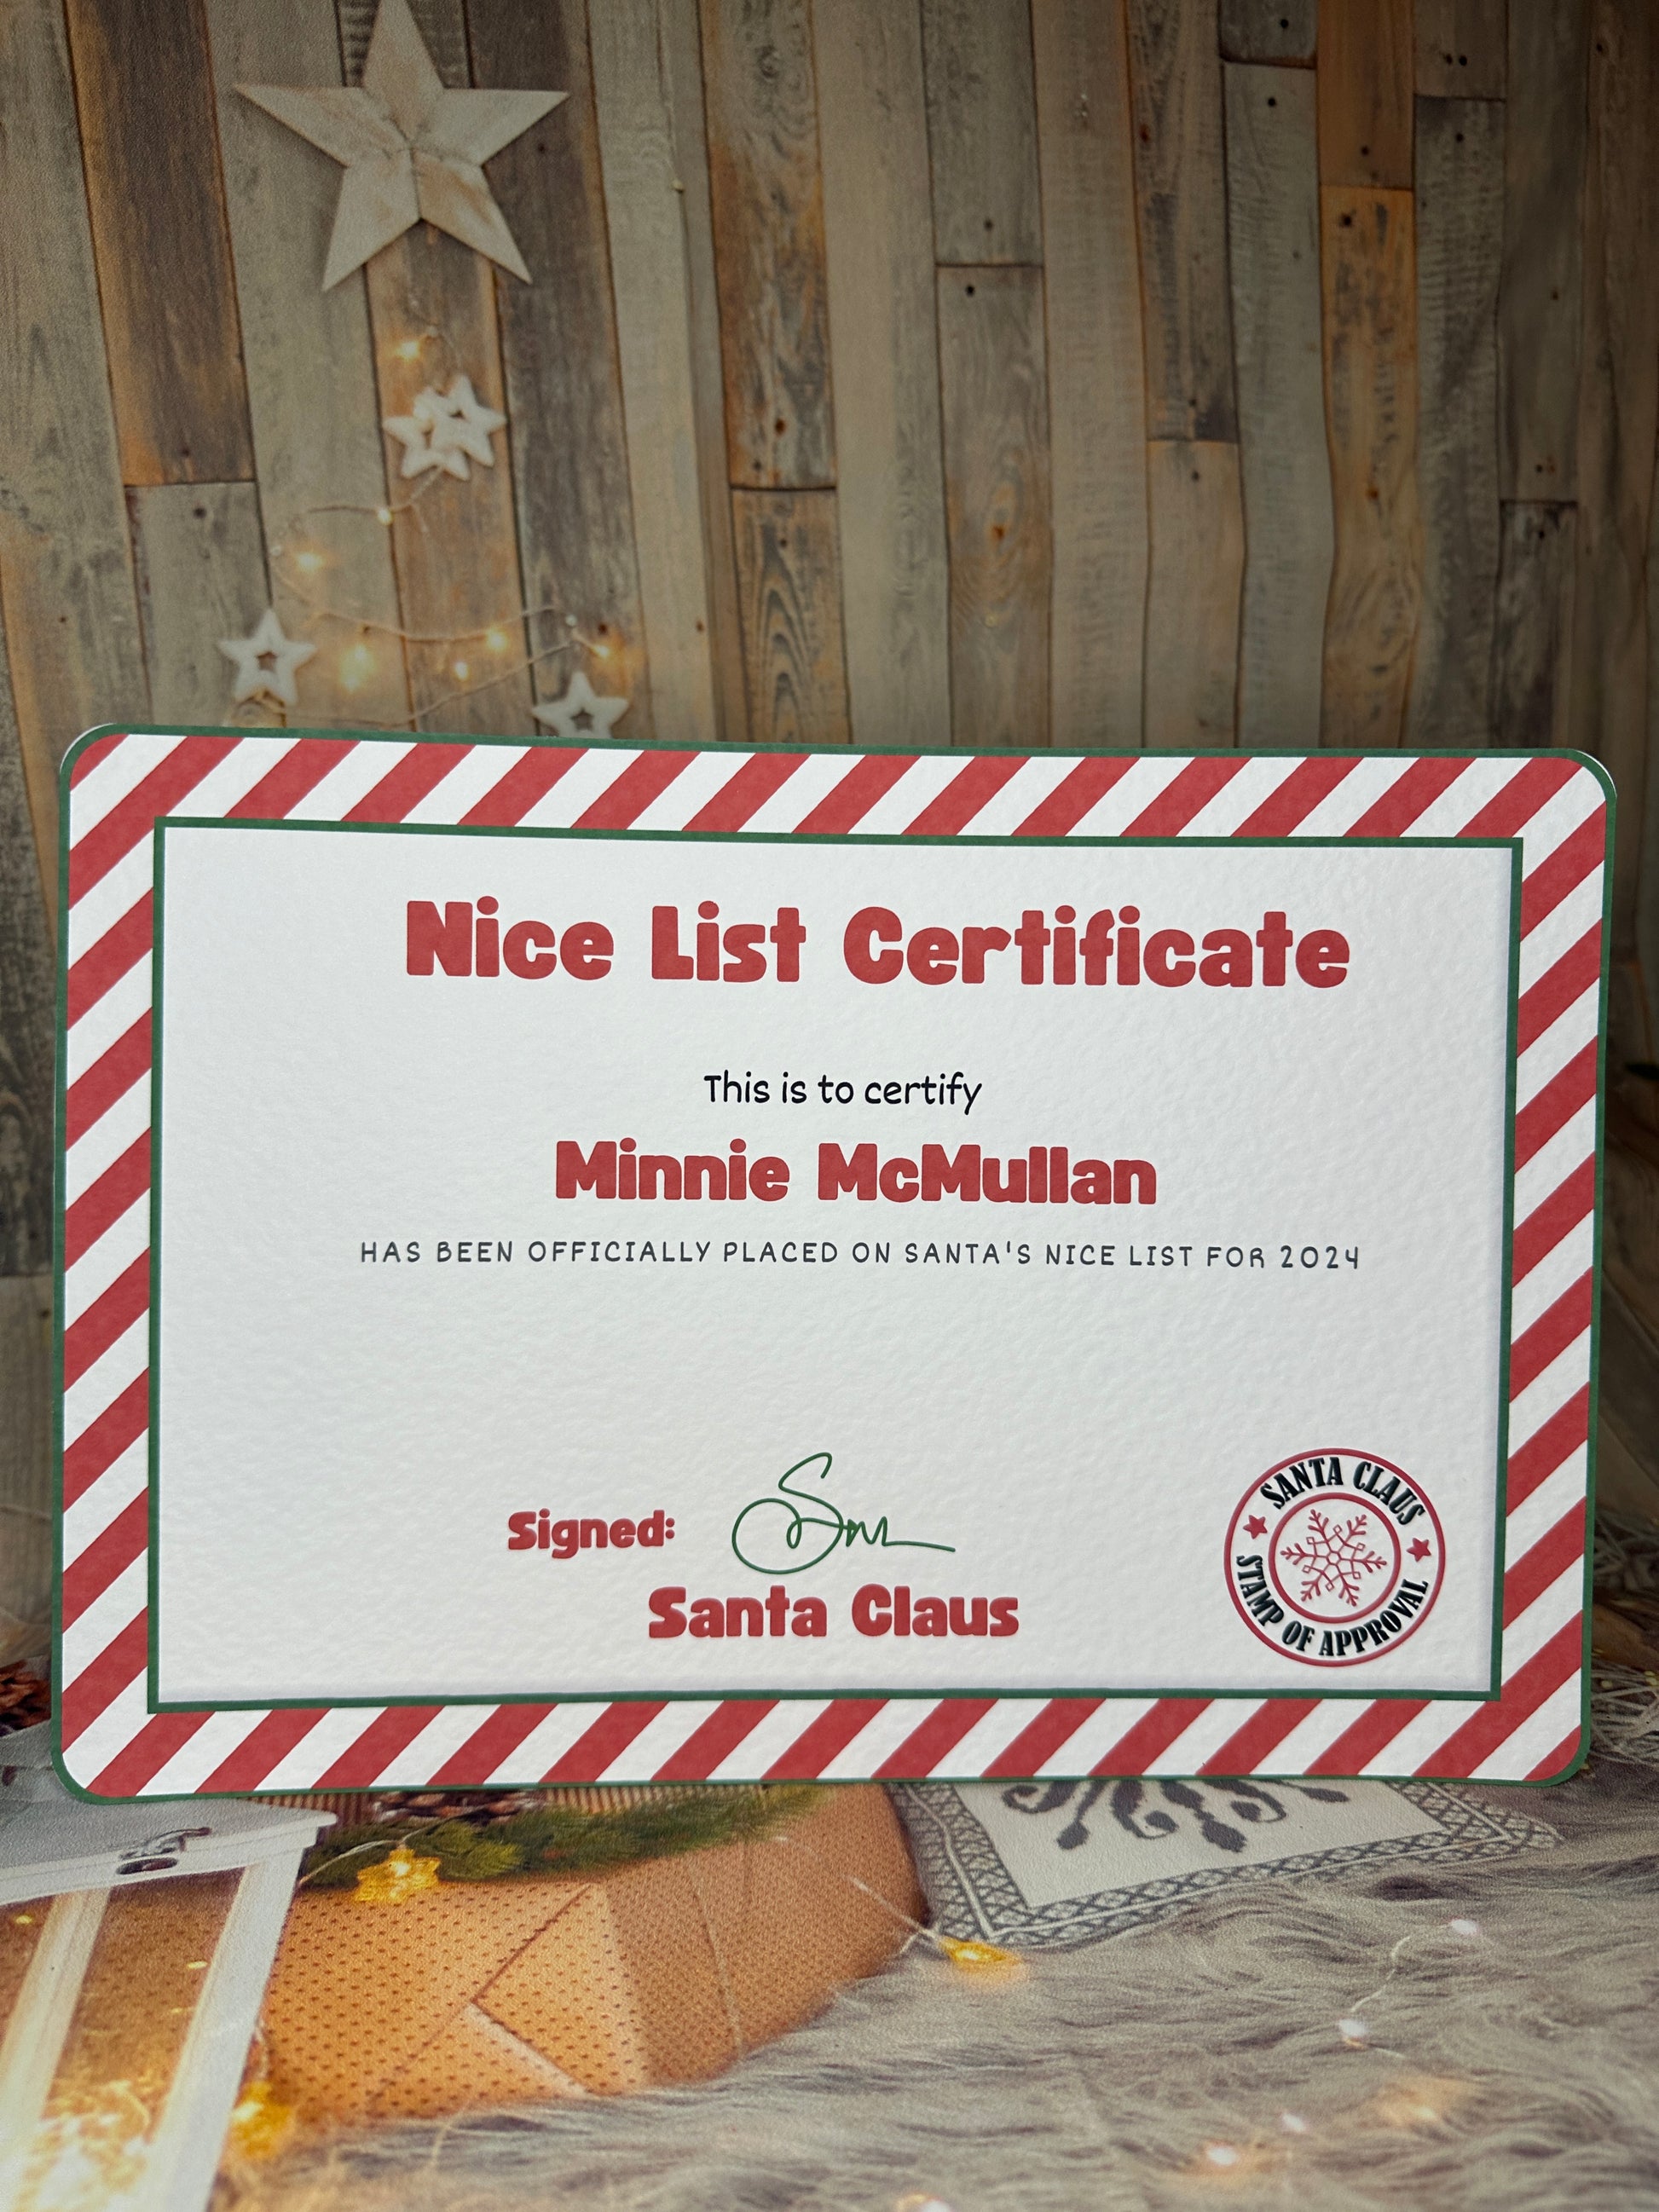 Nice List Certificate
This is to certify
Minnie McMullan
HAS BEEN OFFICIALLY PLACED ON SANTA'S NICE LIST FOR 2024
Signed:
Santa Claus
SANTA CLAUS
STAMP OF APPROVAL